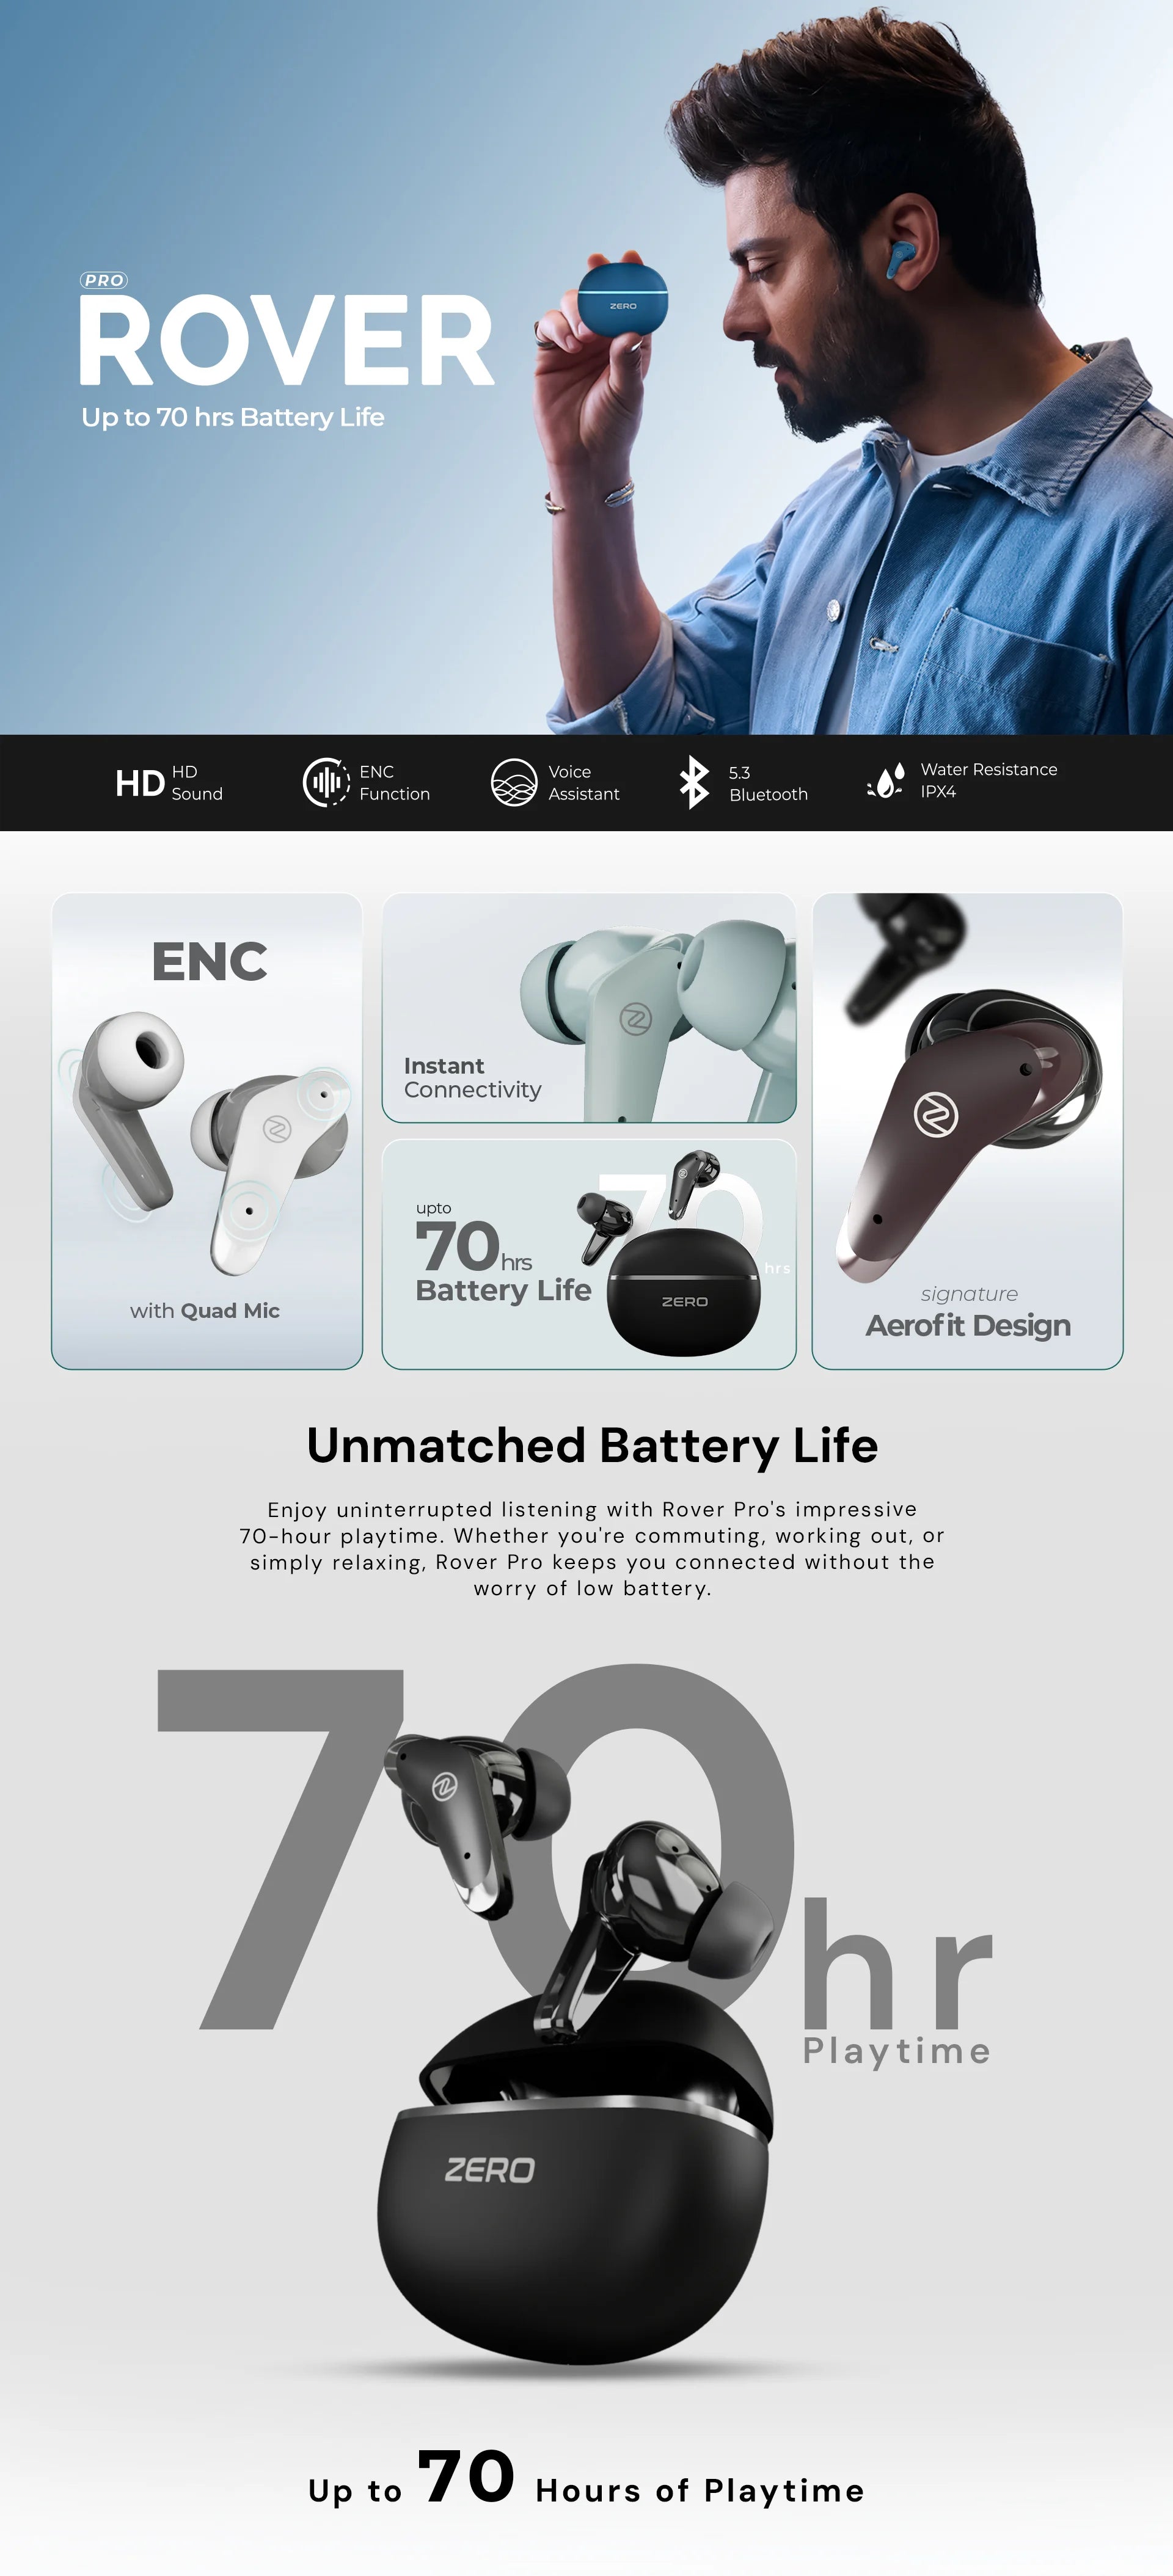 PRO
ROVER
Up to 70 hrs Battery Life
ZERO
HD
HD
Sound
ENC
Function
Voice
Assistant
5.3
Bluetooth
Water Resistance
IPX4
ENC
with Quad Mic
Instant
Connectivity
upto
70hrs
Battery Life
70
hrs
ZERO
signature
Aerofit Design
Unmatched Battery Life
Enjoy uninterrupted listening with Rover Pro's impressive
70-hour playtime. Whether you're commuting, working out, or
simply relaxing, Rover Pro keeps you connected without the
worry of low battery.
70hr
Playtime
ZERO
Up to 70 Hours of Playtime